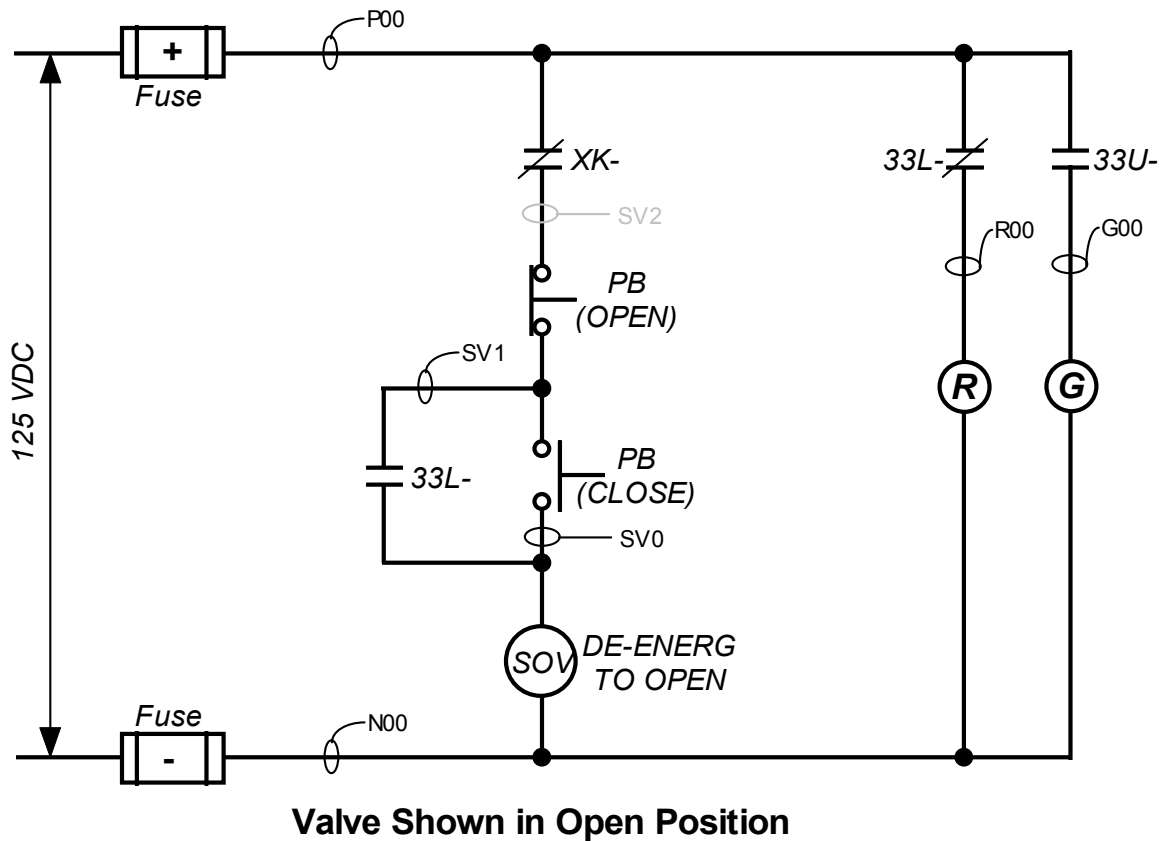 P00
+
Fuse
XK-
33L-
33U-
SV2
R00
G00
PB
(OPEN)
125 VDC
SV1
R
G
33L-
PB
(CLOSE)
SV0
SOV
DE-ENERG
TO OPEN
Fuse
-
N00
Valve Shown in Open Position